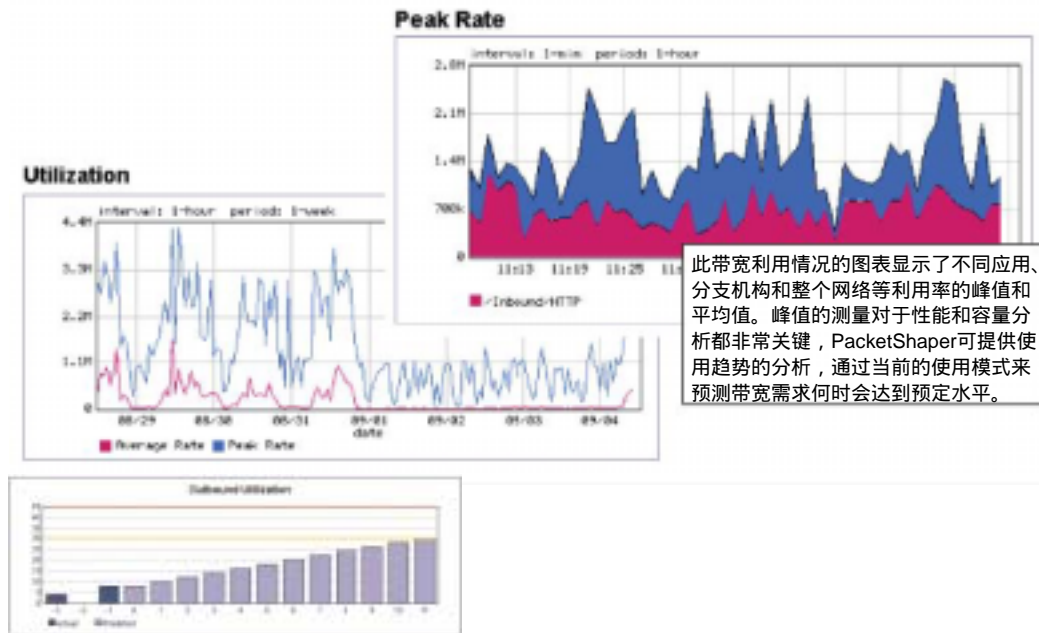 Peak Rate
interval: 1-min period: 1-hour
2.8M
2.1M
1.4M
700k
0
11:13 11:19 11:25
/Inbound/HTTP
Utilization
interval: 1-hour period: 1-week
4.4M
3.3M
2.2M
1.1M
0
08/29 08/30 08/31 09/01 09/02 09/03 09/04
date
Average Rate Peak Rate
此带宽利用情况的图表显示了不同应用、
分支机构和整个网络等利用率的峰值和
平均值。峰值的测量对于性能和容量分
析都非常关键，PacketShaper可提供使
用趋势的分析，通过当前的使用模式来
预测带宽需求何时会达到预定水平。
Outbound Utilization